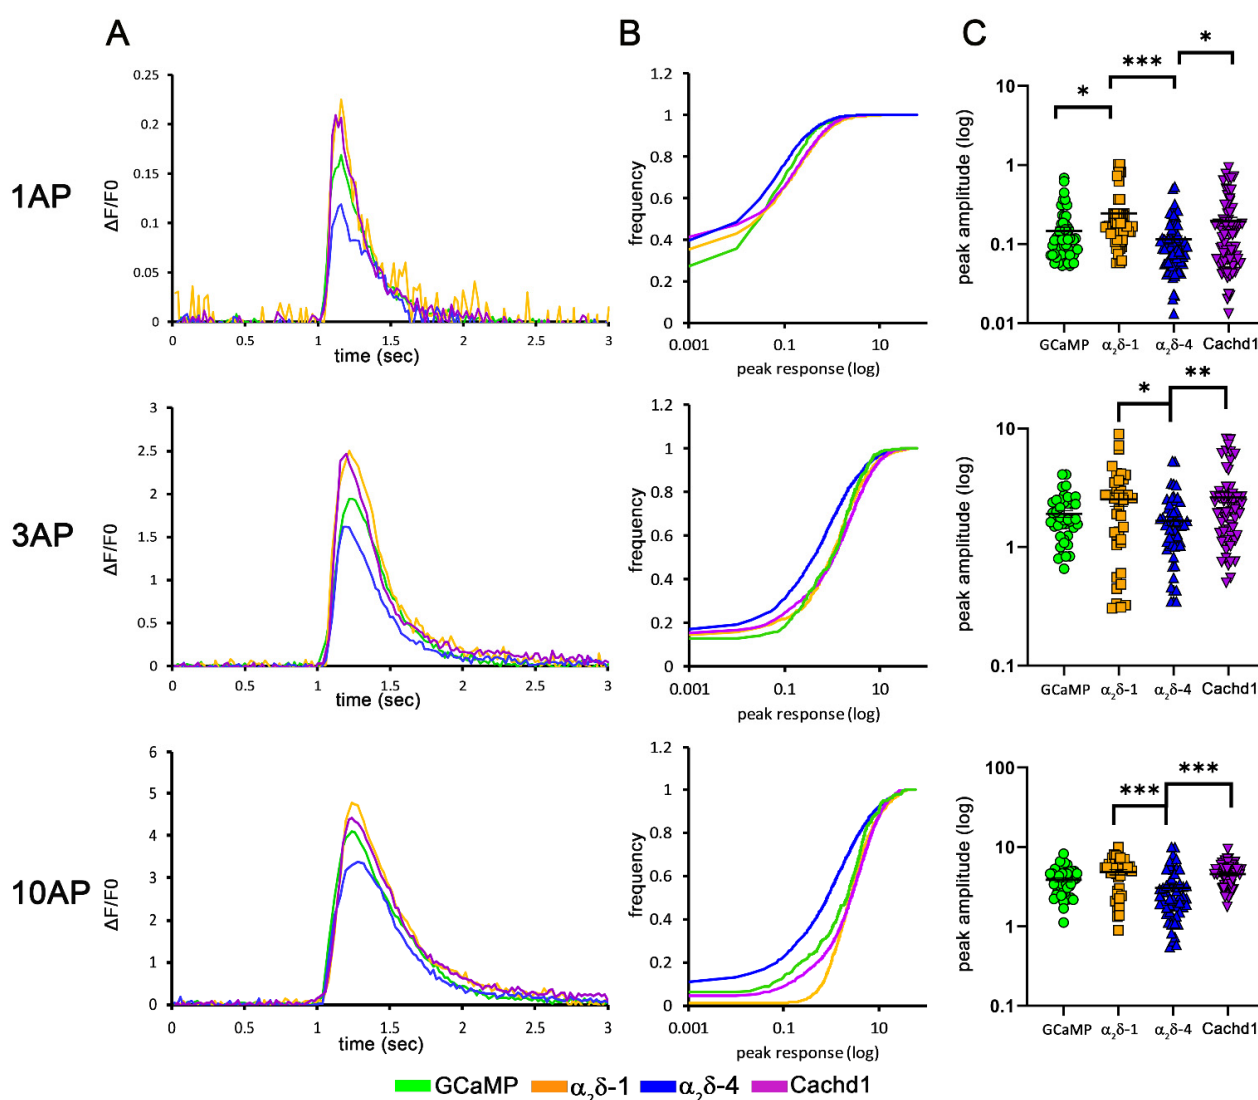 A
B
C
1AP
0.25
0.2
0.15
0.1
0.05
0
ΔF/F0
0
0.5
1
1.5
2
2.5
3
time (sec)
1.2
1
0.8
0.6
0.4
0.2
0
frequency
0.001
0.1
10
peak response (log)
* *** *
10
1
0.1
0.01
peak amplitude (log)
GCaMP
α₂δ-1
α₂δ-4
Cachd1
3AP
3
2.5
2
1.5
1
0.5
0
ΔF/F0
0
0.5
1
1.5
2
2.5
3
time (sec)
1.2
1
0.8
0.6
0.4
0.2
0
frequency
0.001
0.1
10
peak response (log)
* **
10
1
0.1
peak amplitude (log)
GCaMP
α₂δ-1
α₂δ-4
Cachd1
10AP
6
5
4
3
2
1
0
ΔF/F0
0
0.5
1
1.5
2
2.5
3
time (sec)
1.2
1
0.8
0.6
0.4
0.2
0
frequency
0.001
0.1
10
peak response (log)
*** ***
100
10
1
0.1
peak amplitude (log)
GCaMP
α₂δ-1
α₂δ-4
Cachd1
GCaMP α₂δ-1 α₂δ-4 Cachd1